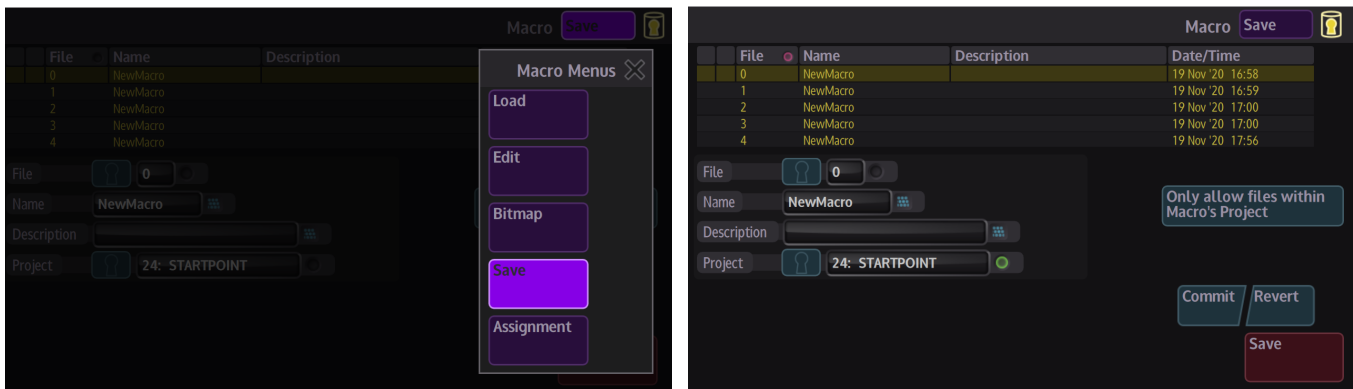 Macro Save
File Name Description
0 NewMacro
1 NewMacro
2 NewMacro
3 NewMacro
4 NewMacro
File 0
Name NewMacro
Description
Project 24: STARTPOINT
Macro Menus
Load
Edit
Bitmap
Save
Assignment
Macro Save
File Name Description Date/Time
0 NewMacro 19 Nov '20 16:58
1 NewMacro 19 Nov '20 16:59
2 NewMacro 19 Nov '20 17:00
3 NewMacro 19 Nov '20 17:00
4 NewMacro 19 Nov '20 17:56
File 0
Name NewMacro
Description
Project 24: STARTPOINT
Only allow files within
Macro's Project
Commit Revert
Save